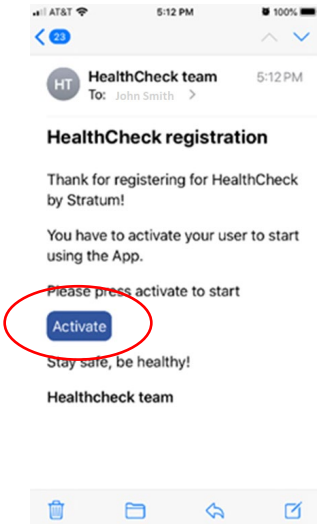 AT&T 5:12 PM 100%
23
HT HealthCheck team 5:12 PM
To: John Smith >
HealthCheck registration
Thank for registering for HealthCheck
by Stratum!
You have to activate your user to start
using the App.
Please press activate to start
Activate
Stay safe, be healthy!
Healthcheck team